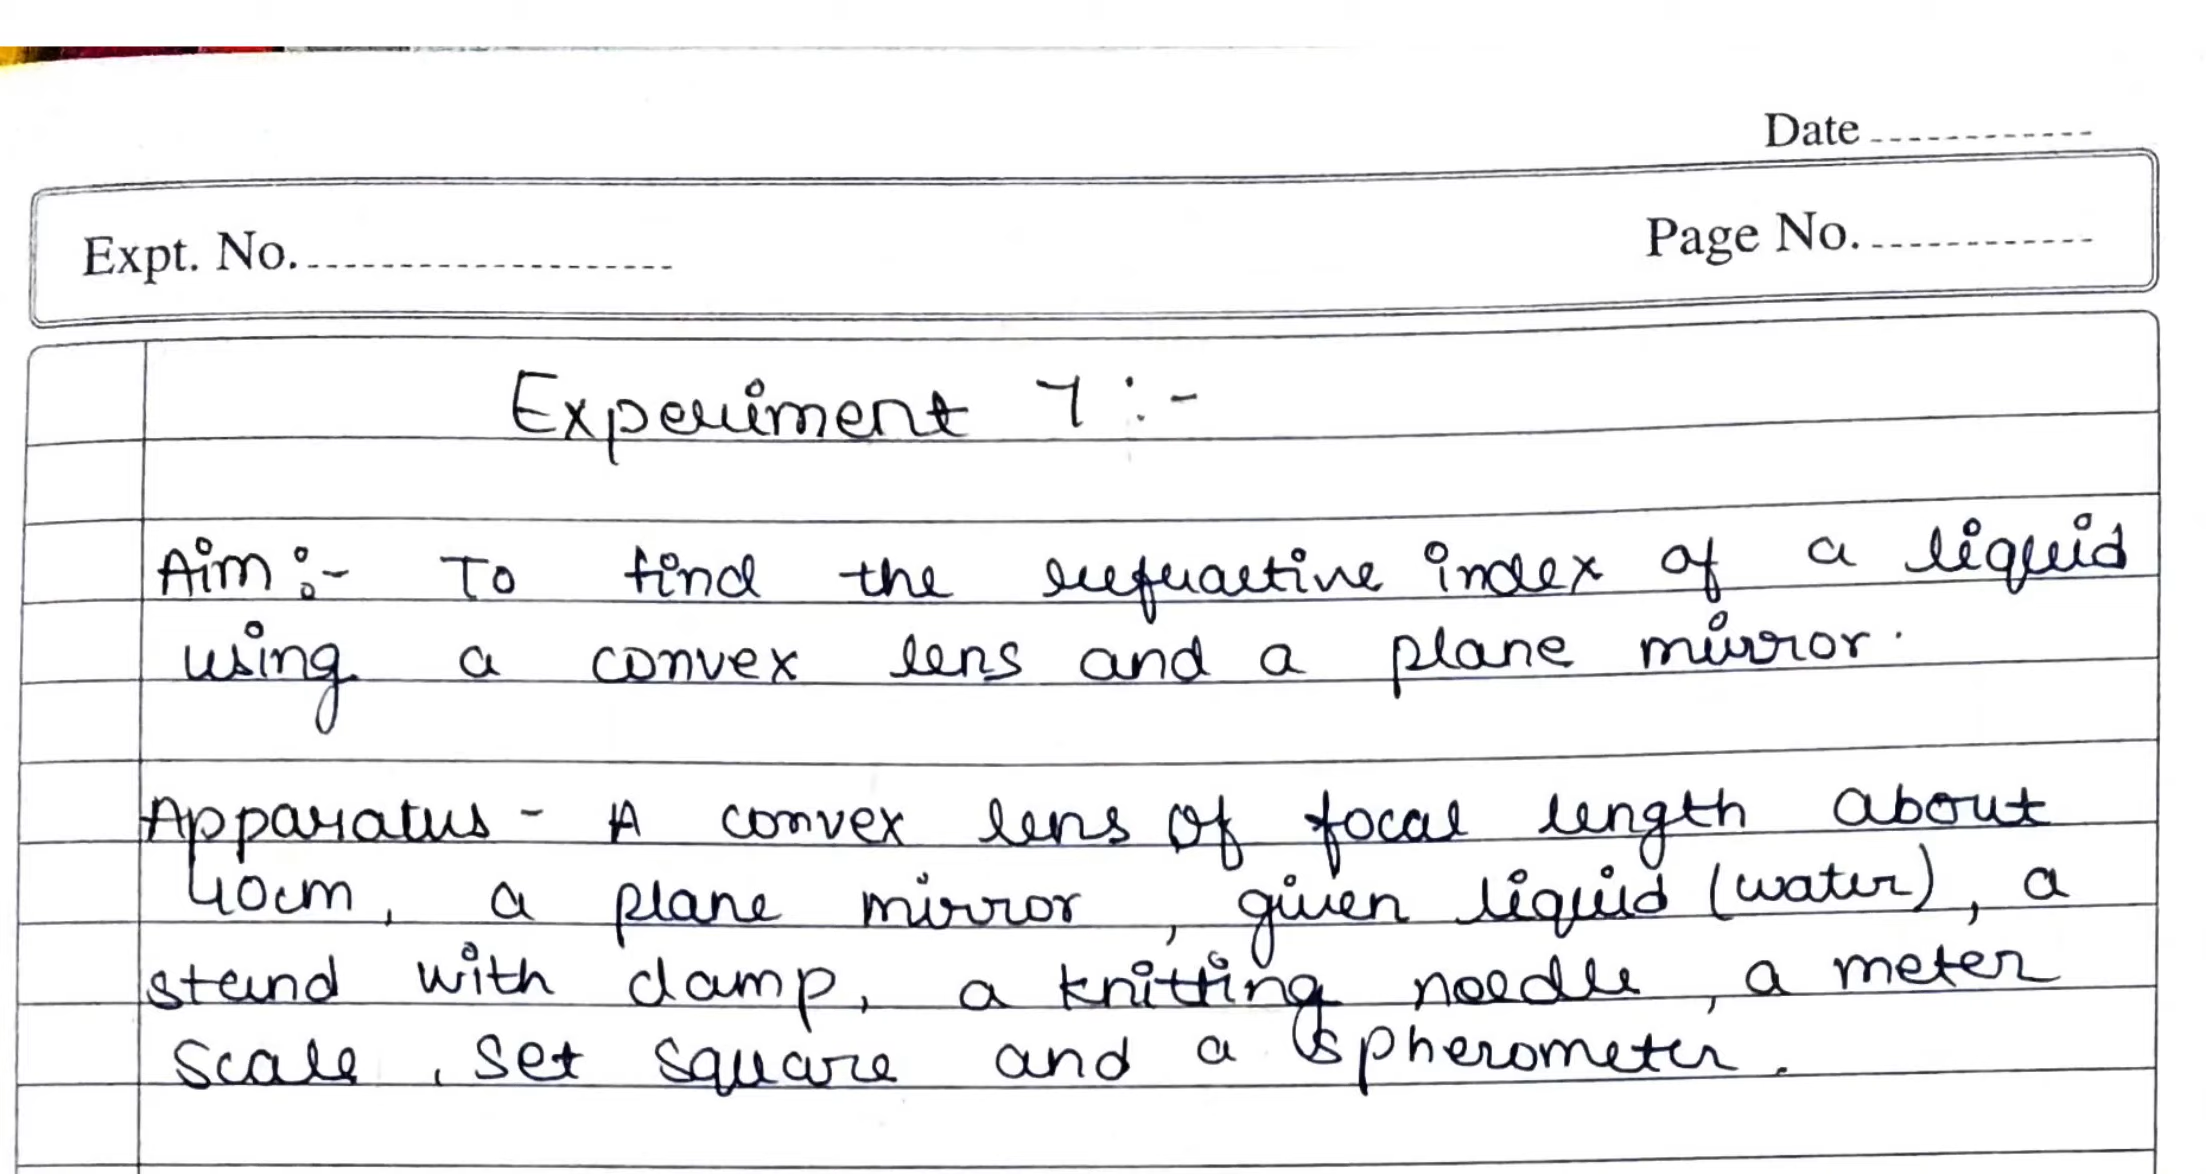 Date ............
Expt. No. ....................
Page No. ............
Experiment 7 :-
Aim :- To find the refractive index of a liquid
using a convex lens and a plane mirror.
Apparatus - A convex lens of focal length about
40cm, a plane mirror, given liquid (water), a
stand with clamp, a knitting needle, a meter
scale, set square and a spherometer.